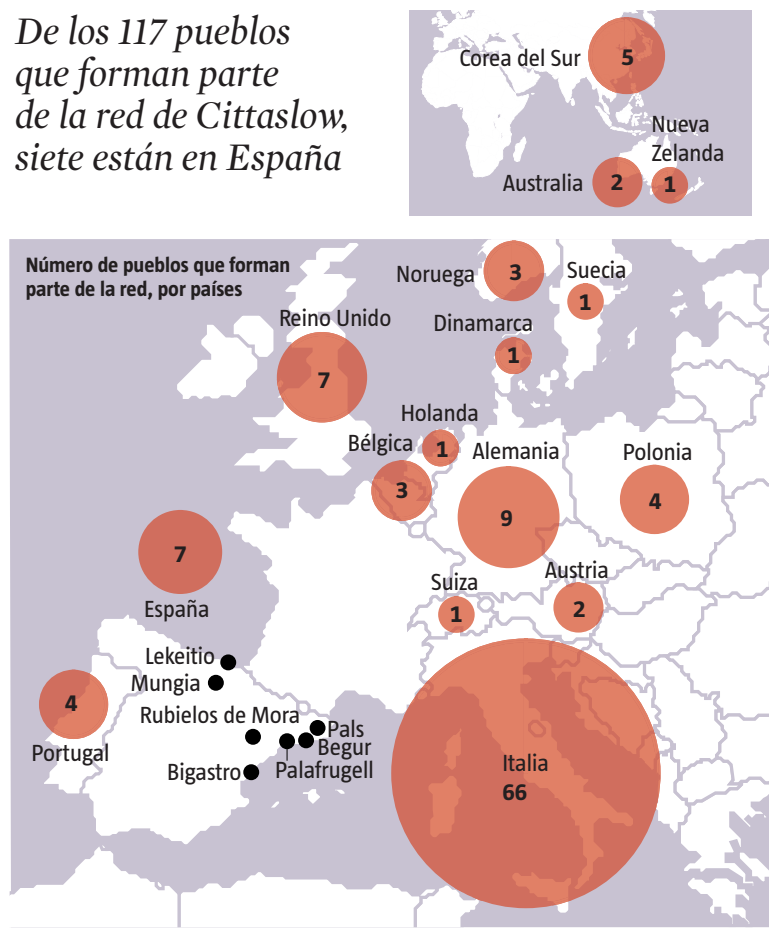 De los 117 pueblos
que forman parte
de la red de Cittaslow,
siete están en España
Corea del Sur
5
Nueva
Zelanda
Australia
2
1
Número de pueblos que forman
parte de la red, por países
Noruega
3
Suecia
1
Reino Unido
7
Dinamarca
1
Holanda
1
Bélgica
3
Alemania
9
Polonia
4
7
España
Suiza
1
Austria
2
Lekeitio
Mungia
4
Portugal
Rubielos de Mora
Pals
Begur
Palafrugell
Bigastro
Italia
66